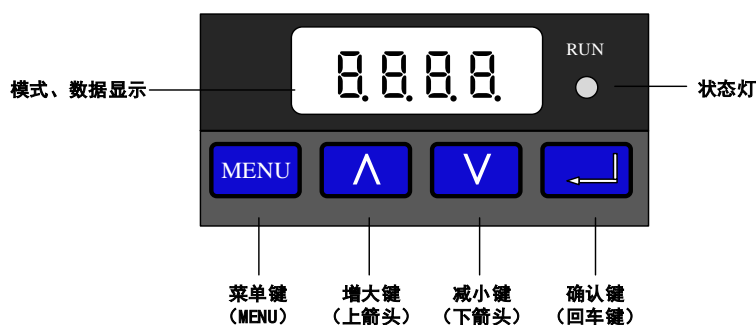 8.8.8.8.
RUN
模式、数据显示
状态灯
MENU
∧
∨
菜单键
（MENU）
增大键
（上箭头）
减小键
（下箭头）
确认键
（回车键）